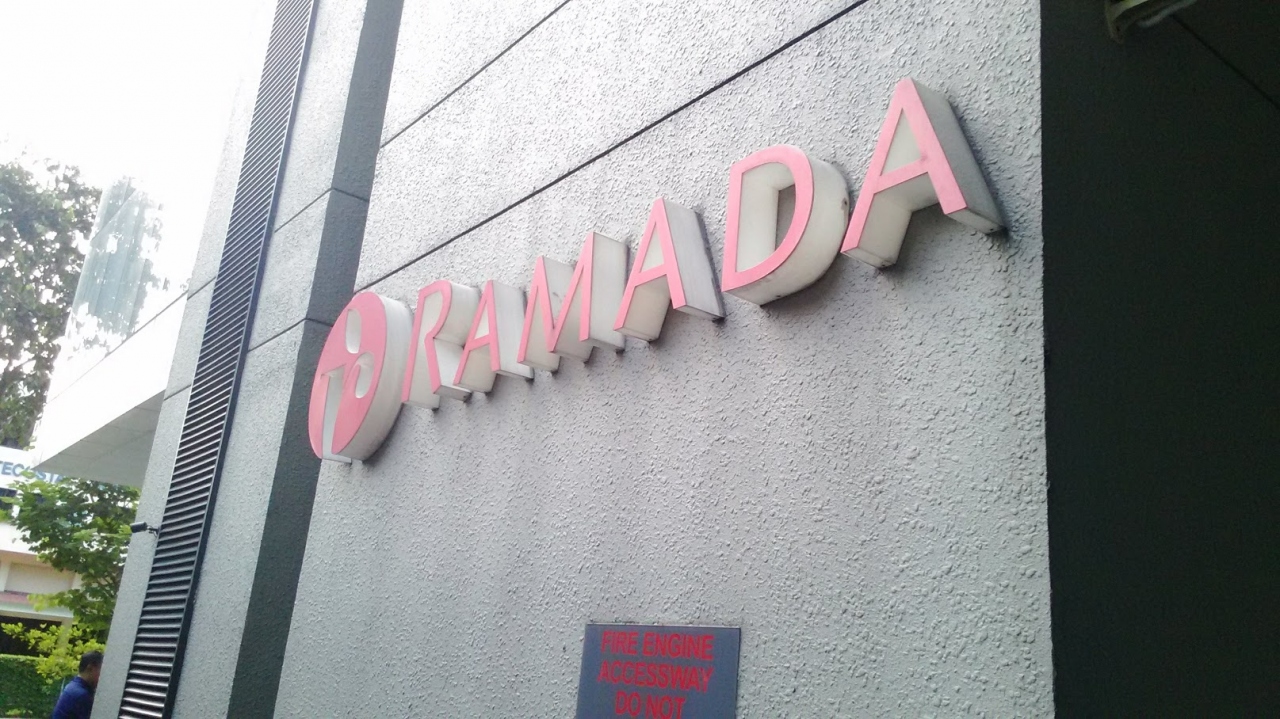 RAMADA
FIRE ENGINE
ACCESSWAY
DO NOT